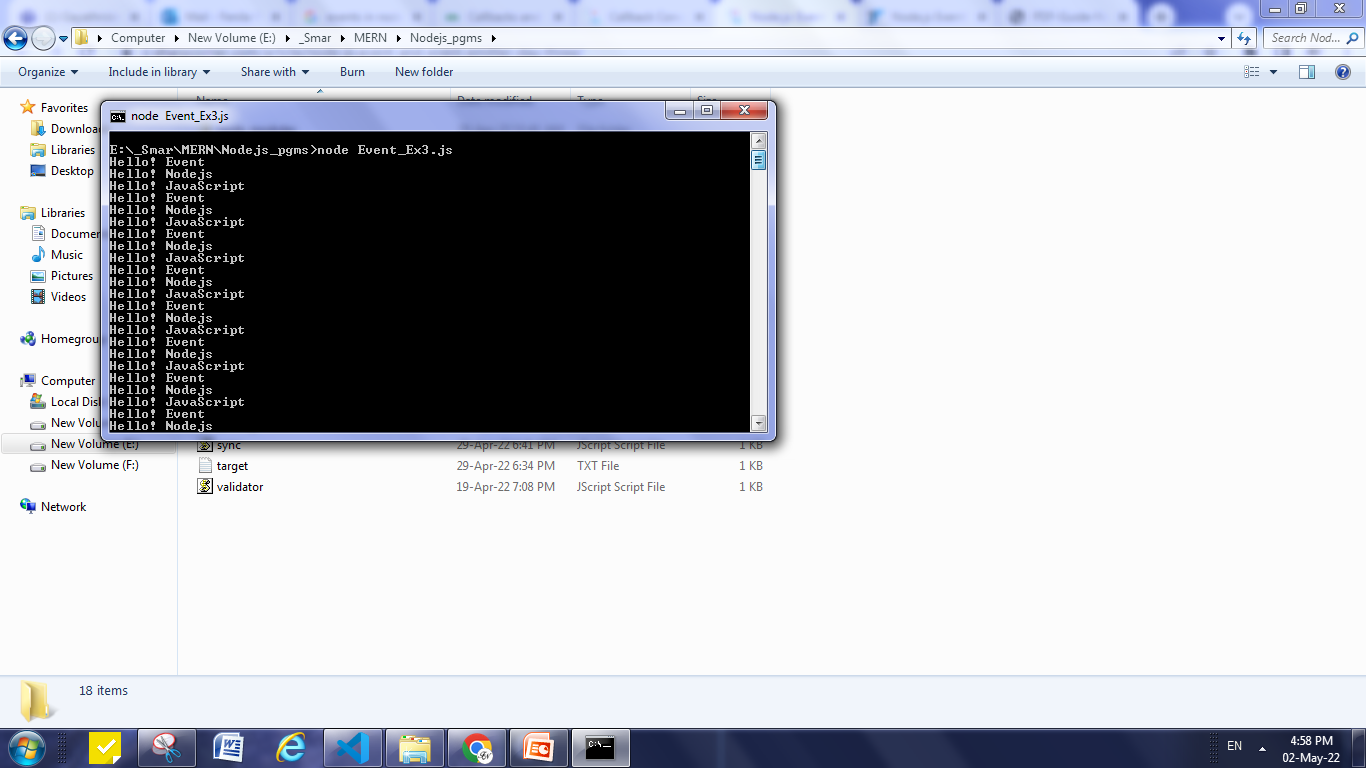 Computer New Volume (E:) _Smar MERN Nodejs_pgms
Search Nod...
Organize Include in library Share with Burn New folder
Favorites
Libraries
Desktop
Libraries
Music
Pictures
Videos
Computer
New Volume (E:)
New Volume (F:)
Network
node Event_Ex3.js
E:\_Smar\MERN\Nodejs_pgms>node Event_Ex3.js
Hello! Event
Hello! Nodejs
Hello! JavaScript
Hello! Event
Hello! Nodejs
Hello! JavaScript
Hello! Event
Hello! Nodejs
Hello! JavaScript
Hello! Event
Hello! Nodejs
Hello! JavaScript
Hello! Event
Hello! Nodejs
Hello! JavaScript
Hello! Event
Hello! Nodejs
Hello! JavaScript
Hello! Event
Hello! Nodejs
Hello! JavaScript
Hello! Event
Hello! Nodejs
sync 29-Apr-22 6:41 PM JScript Script File 1 KB
target 29-Apr-22 6:34 PM TXT File 1 KB
validator 19-Apr-22 7:08 PM JScript Script File 1 KB
18 items
EN
4:58 PM
02-May-22